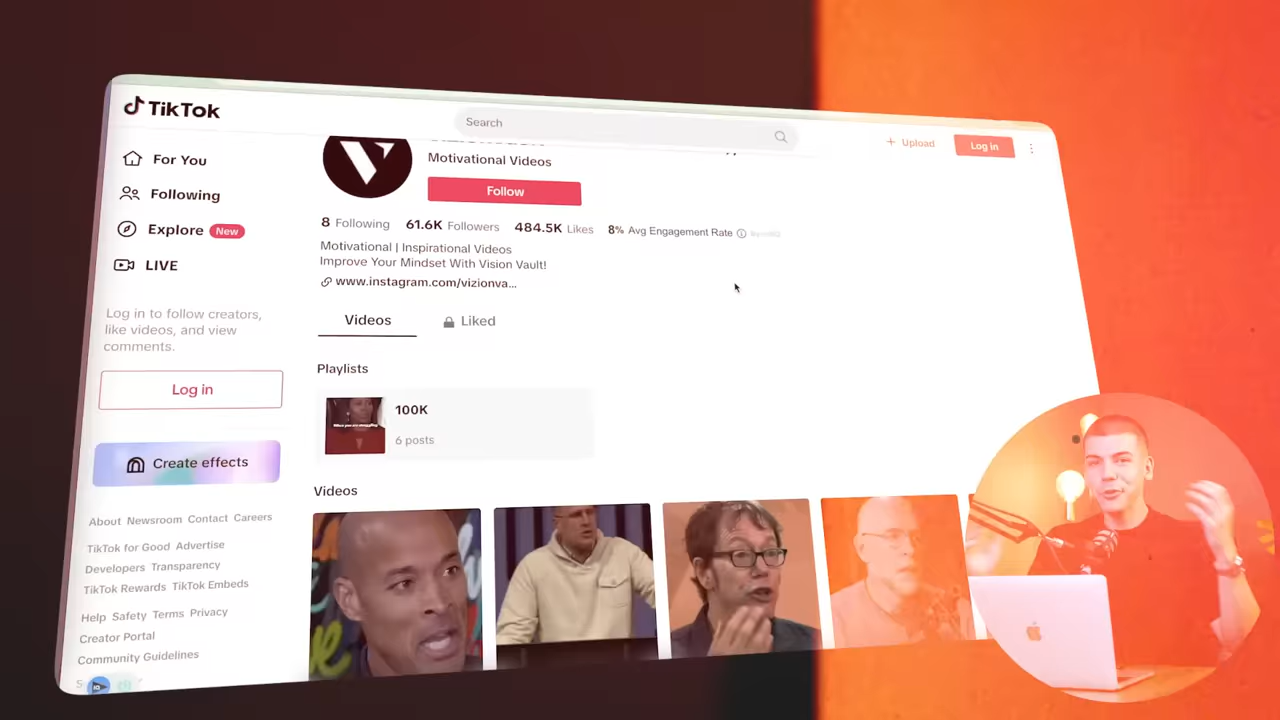 TikTok
Search
Upload
Log in
For You
Following
Explore New
LIVE
Log in to follow creators,
like videos, and view
comments.
Log in
Create effects
About Newsroom Contact Careers
TikTok for Good Advertise
Developers Transparency
TikTok Rewards TikTok Embeds
Help Safety Terms Privacy
Creator Portal
Community Guidelines
Motivational Videos
Follow
8 Following 61.6K Followers 484.5K Likes 8% Avg Engagement Rate
Motivational | Inspirational Videos
Improve Your Mindset With Vision Vault!
www.instagram.com/vizionva...
Videos Liked
Playlists
100K
6 posts
Videos